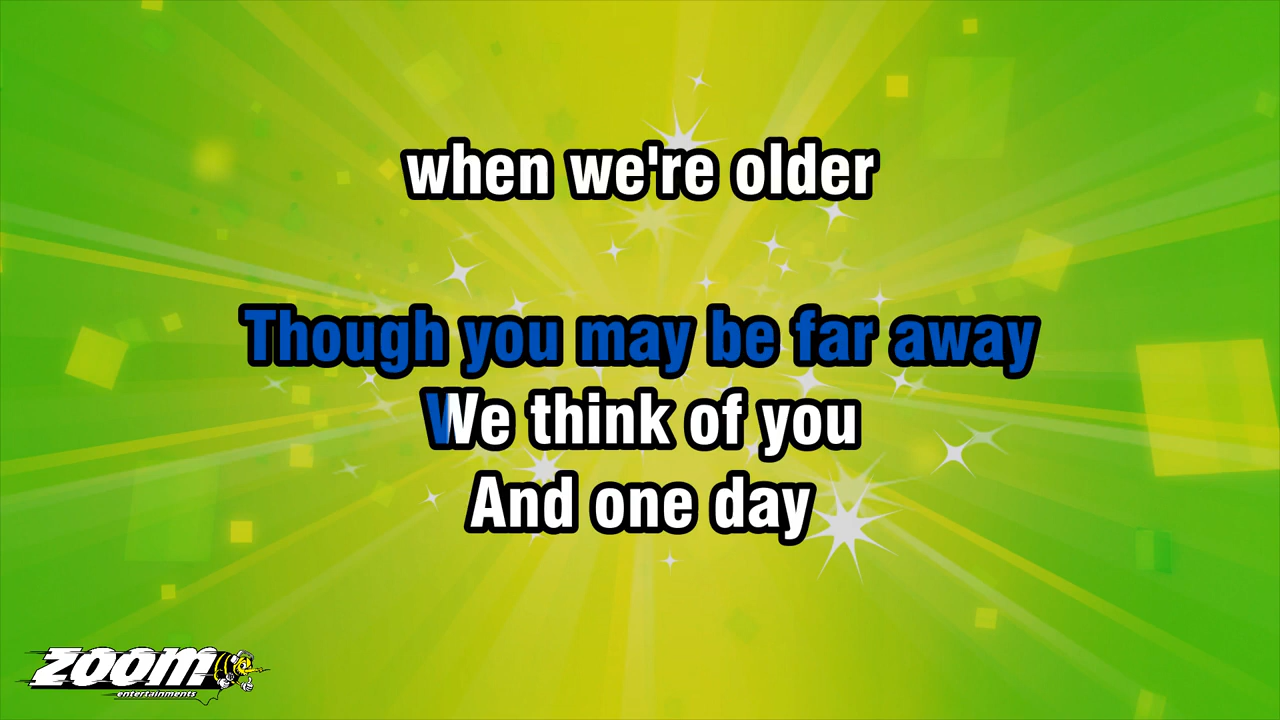 when we're older
Though you may be far away
We think of you
And one day
zoom
entertainments